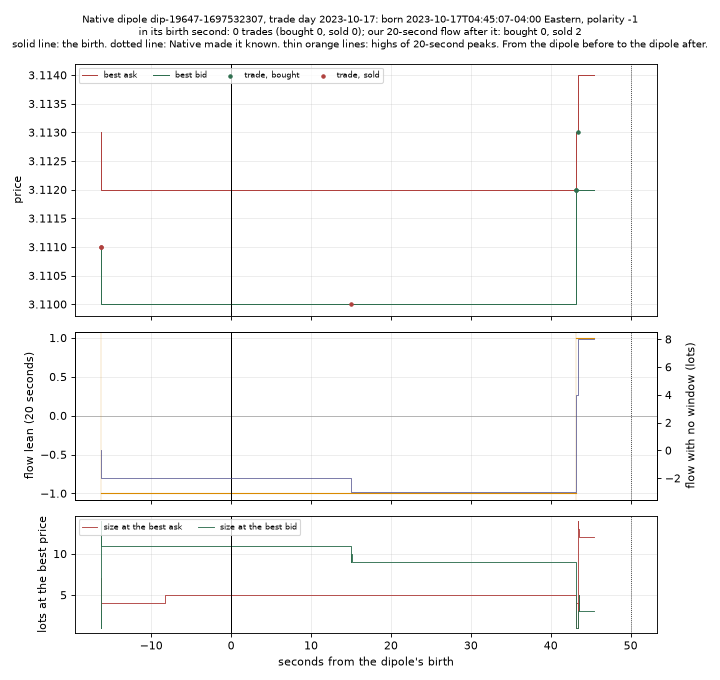 Native dipole dip-19647-1697532307, trade day 2023-10-17: born 2023-10-17T04:45:07-04:00 Eastern, polarity -1
in its birth second: 0 trades (bought 0, sold 0); our 20-second flow after it: bought 0, sold 2
solid line: the birth. dotted line: Native made it known. thin orange lines: highs of 20-second peaks. From the dipole before to the dipole after.
best ask
best bid
trade, bought
trade, sold
3.1140
3.1135
3.1130
3.1125
3.1120
3.1115
3.1110
3.1105
3.1100
price
1.0
0.5
0.0
−0.5
−1.0
flow lean (20 seconds)
8
6
4
2
0
−2
flow with no window (lots)
size at the best ask
size at the best bid
10
5
lots at the best price
−10
0
10
20
30
40
50
seconds from the dipole's birth